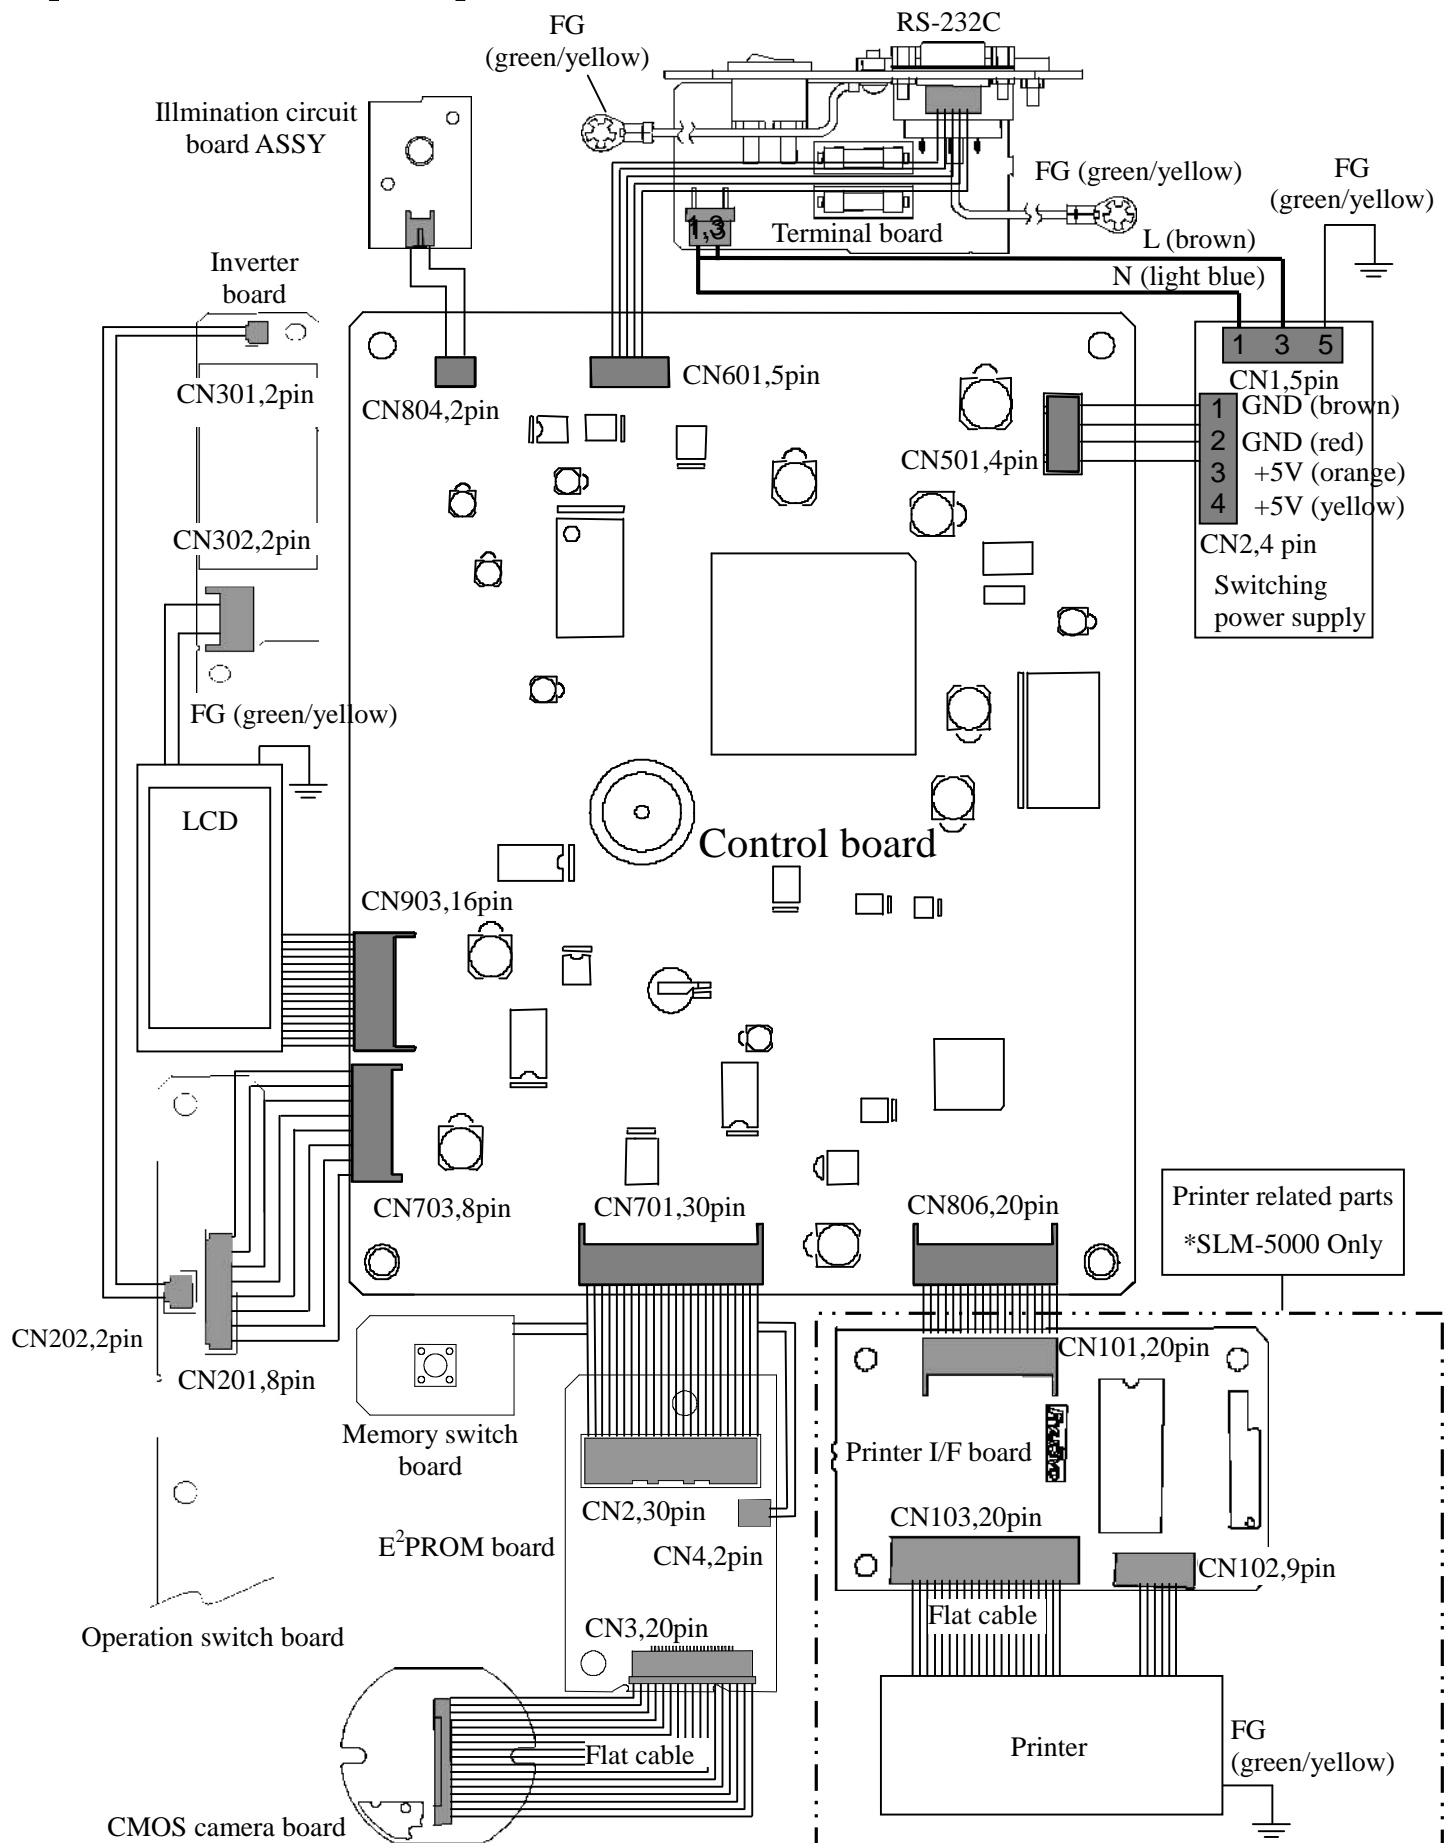 FG
(green/yellow)
RS-232C
Illmination circuit
board ASSY
FG (green/yellow)
FG
(green/yellow)
1,3
Terminal board
L (brown)
N (light blue)
Inverter
board
1 3 5
CN1,5pin
CN301,2pin
CN804,2pin
CN601,5pin
1 GND (brown)
2 GND (red)
3 +5V (orange)
4 +5V (yellow)
CN501,4pin
CN2,4 pin
CN302,2pin
Switching
power supply
FG (green/yellow)
LCD
Control board
CN903,16pin
CN703,8pin
CN701,30pin
CN806,20pin
Printer related parts
*SLM-5000 Only
CN202,2pin
CN201,8pin
CN101,20pin
Memory switch
board
Printer I/F board
CN2,30pin
CN103,20pin
E²PROM board
CN4,2pin
CN102,9pin
CN3,20pin
Flat cable
Operation switch board
Flat cable
Printer
FG
(green/yellow)
CMOS camera board